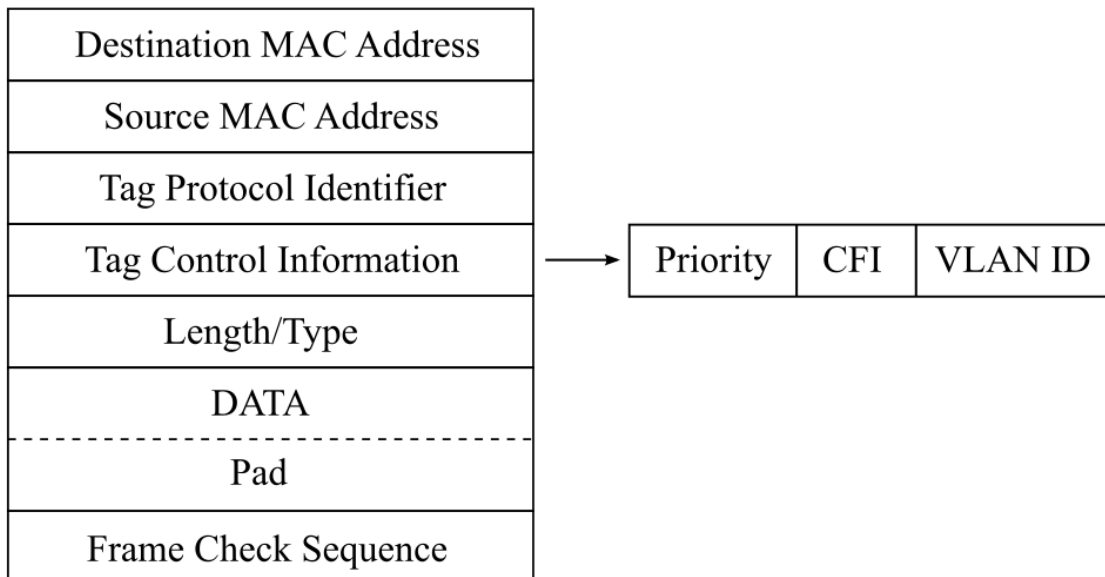 Destination MAC Address
Source MAC Address
Tag Protocol Identifier
Tag Control Information
Priority CFI VLAN ID
Length/Type
DATA
Pad
Frame Check Sequence